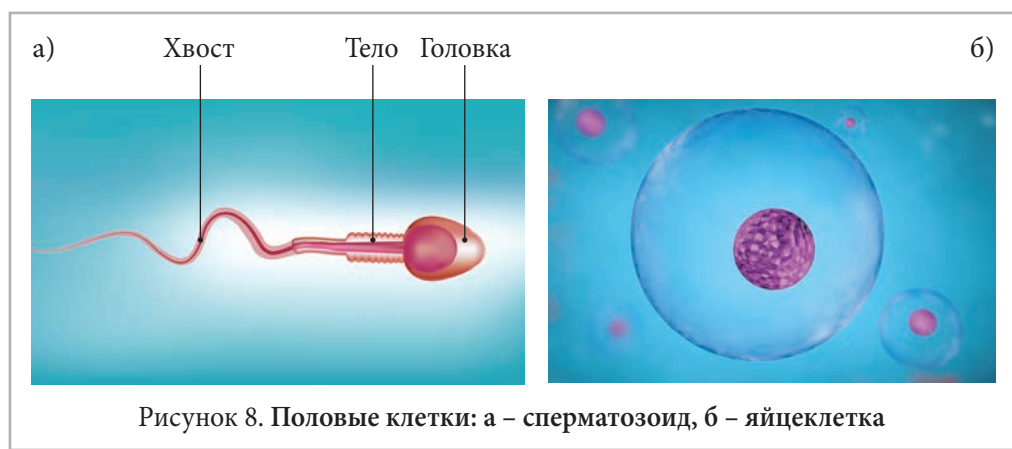 а) Хвост Тело Головка б)
Рисунок 8. Половые клетки: а – сперматозоид, б – яйцеклетка